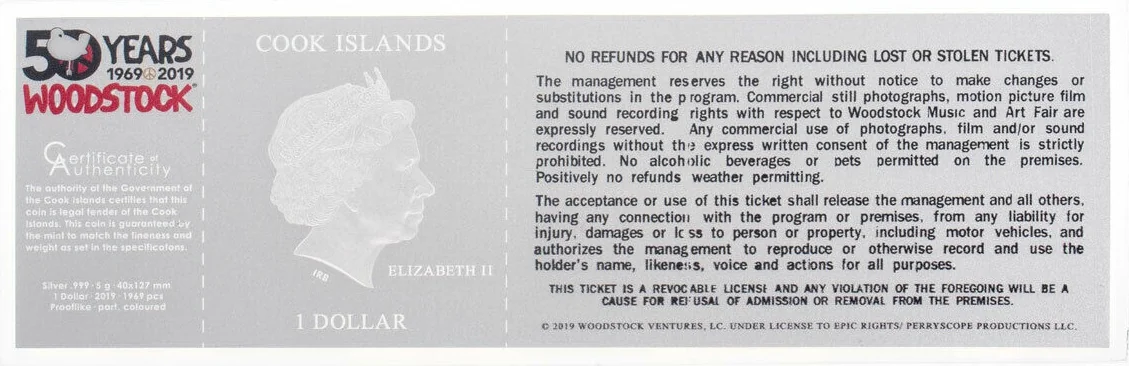 50 YEARS
1969 2019
WOODSTOCK
Certificate of
Authenticity
The authority of the Government of
the Cook Islands certifies that this
coin is legal tender of the Cook
Islands. This coin is guaranteed by
the mint to match the fineness and
weight as set in the specificatons.
Silver .999 · 5 g · 40x127 mm
1 Dollar · 2019 · 1969 pcs
Prooflike · part. coloured
COOK ISLANDS
IRB
ELIZABETH II
1 DOLLAR
NO REFUNDS FOR ANY REASON INCLUDING LOST OR STOLEN TICKETS.
The management reserves the right without notice to make changes or
substitutions in the program. Commercial still photographs, motion picture film
and sound recording rights with respect to Woodstock Music and Art Fair are
expressly reserved. Any commercial use of photographs, film and/or sound
recordings without the express written consent of the management is strictly
prohibited. No alcoholic beverages or pets permitted on the premises.
Positively no refunds weather permitting.
The acceptance or use of this ticket shall release the management and all others,
having any connection with the program or premises, from any liability for
injury, damages or loss to person or property, including motor vehicles, and
authorizes the management to reproduce or otherwise record and use the
holder's name, likeness, voice and actions for all purposes.
THIS TICKET IS A REVOCABLE LICENSE AND ANY VIOLATION OF THE FOREGOING WILL BE A
CAUSE FOR REFUSAL OF ADMISSION OR REMOVAL FROM THE PREMISES.
© 2019 WOODSTOCK VENTURES, LC. UNDER LICENSE TO EPIC RIGHTS/ PERRYSCOPE PRODUCTIONS LLC.